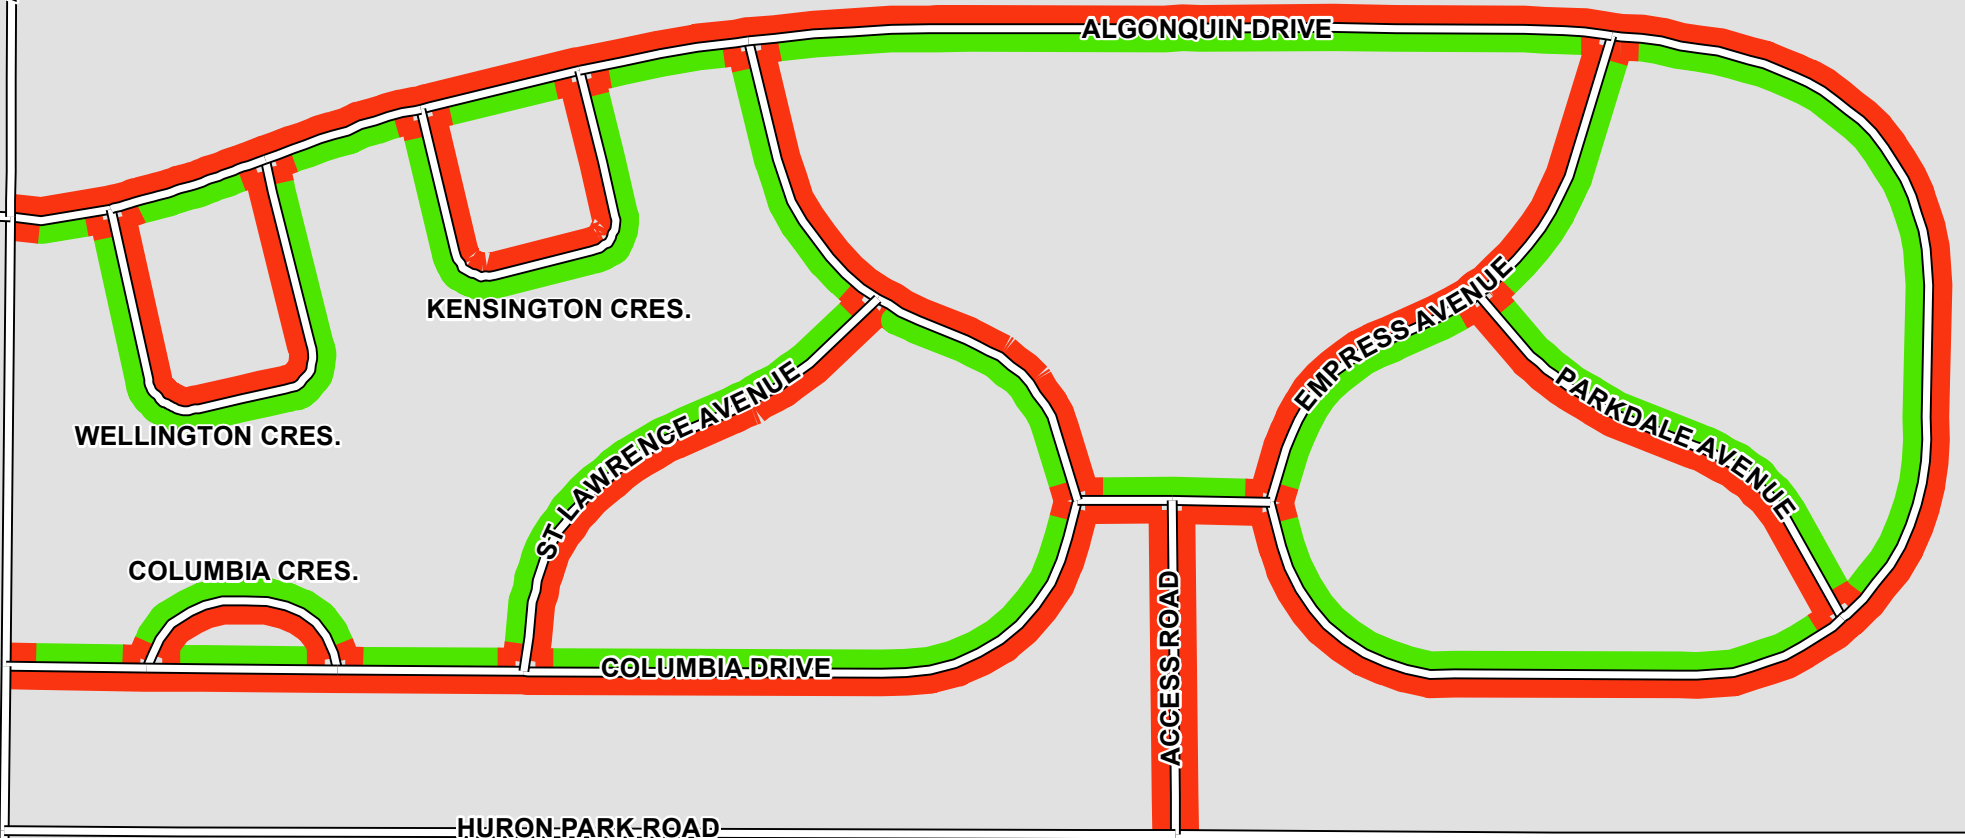 ALGONQUIN DRIVE
KENSINGTON CRES.
EMPRESS AVENUE
WELLINGTON CRES.
ST LAWRENCE AVENUE
PARKDALE AVENUE
COLUMBIA CRES.
COLUMBIA DRIVE
ACCESS ROAD
HURON PARK ROAD